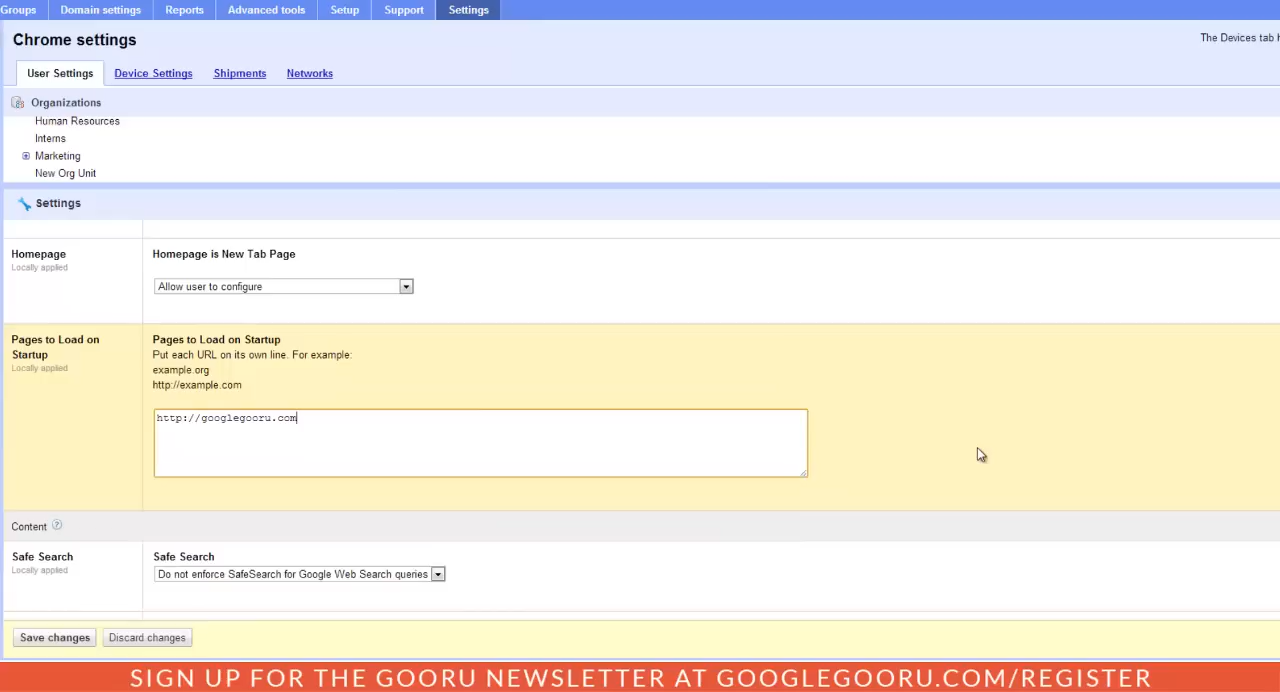 Groups Domain settings Reports Advanced tools Setup Support Settings
Chrome settings
The Devices tab
User Settings Device Settings Shipments Networks
Organizations
Human Resources
Interns
Marketing
New Org Unit
Settings
Homepage
Locally applied
Homepage is New Tab Page
Allow user to configure
Pages to Load on
Startup
Locally applied
Pages to Load on Startup
Put each URL on its own line. For example:
example.org
http://example.com
http://googlegooru.com
Content ?
Safe Search
Locally applied
Safe Search
Do not enforce SafeSearch for Google Web Search queries
Save changes Discard changes
SIGN UP FOR THE GOORU NEWSLETTER AT GOOGLEGOORU.COM/REGISTER